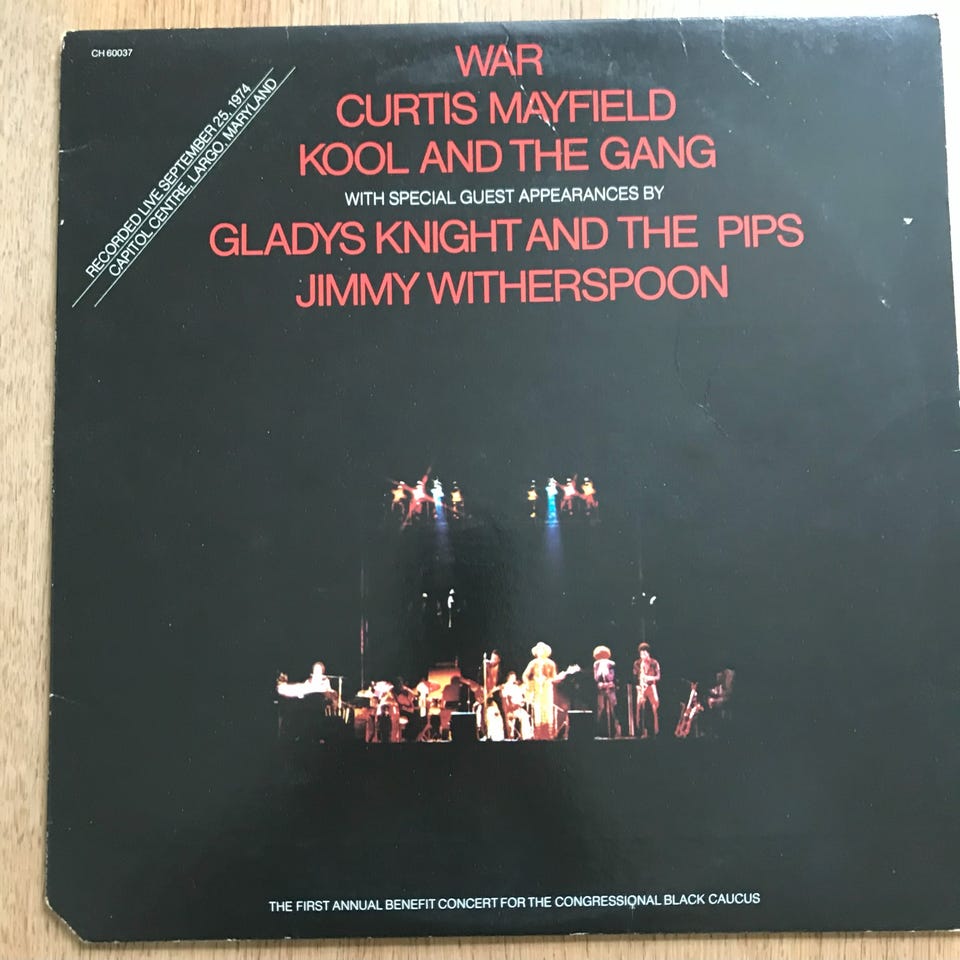 CH 60037
RECORDED LIVE SEPTEMBER 25, 1974
CAPITOL CENTRE, LARGO, MARYLAND
WAR
CURTIS MAYFIELD
KOOL AND THE GANG
WITH SPECIAL GUEST APPEARANCES BY
GLADYS KNIGHT AND THE PIPS
JIMMY WITHERSPOON
THE FIRST ANNUAL BENEFIT CONCERT FOR THE CONGRESSIONAL BLACK CAUCUS